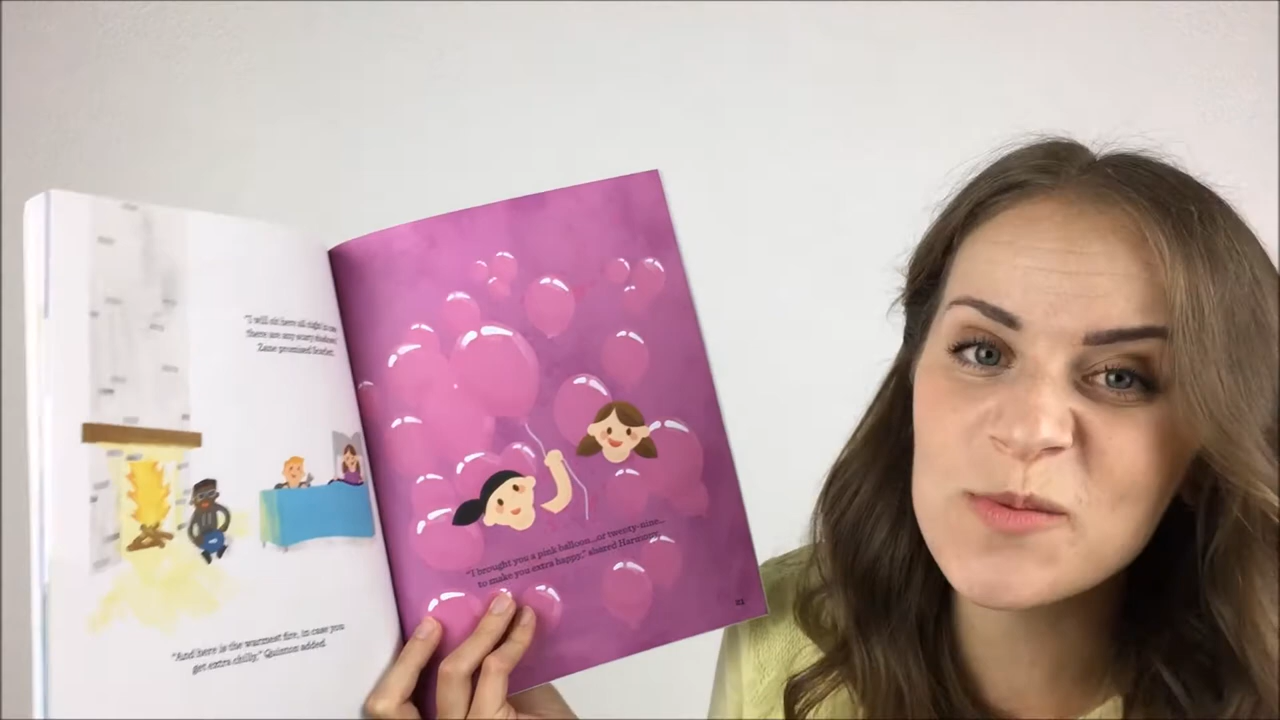 "I will sit here all night in case
there are any scary shadows,"
Zane promised Scarlet.
"And here is the warmest fire, in case you
get extra chilly," Quinton added.
"I brought you a pink balloon...or twenty-nine...
to make you extra happy," shared Harmony.
21